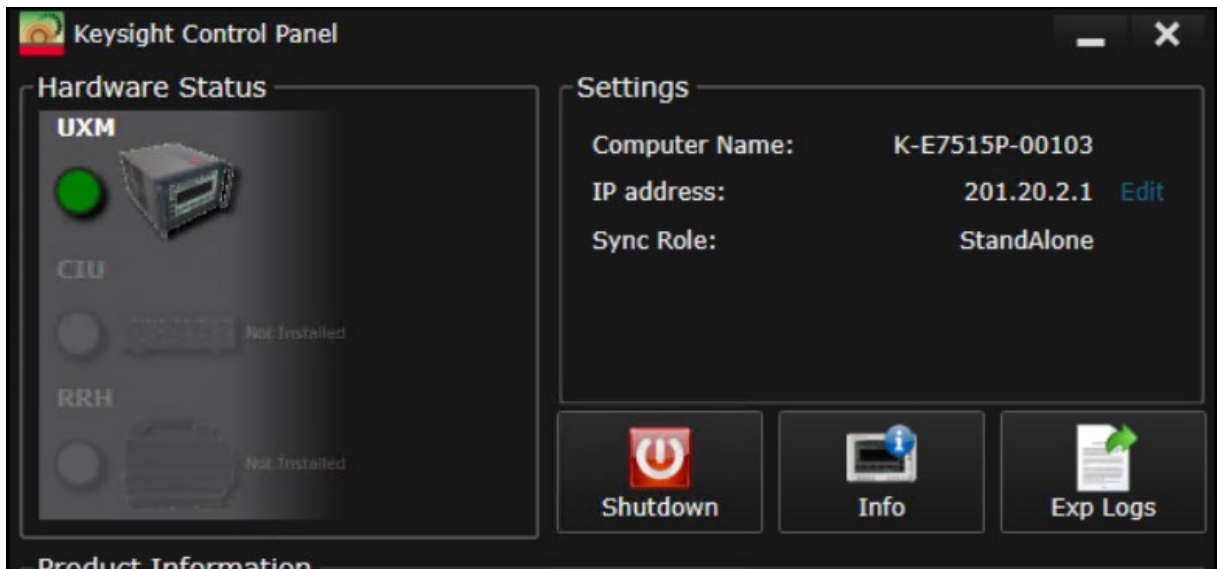 Keysight Control Panel
Hardware Status
UXM
CIU
Not Installed
RRH
Not Installed
Settings
Computer Name: K-E7515P-00103
IP address: 201.20.2.1 Edit
Sync Role: StandAlone
Shutdown
Info
Exp Logs
Product Information